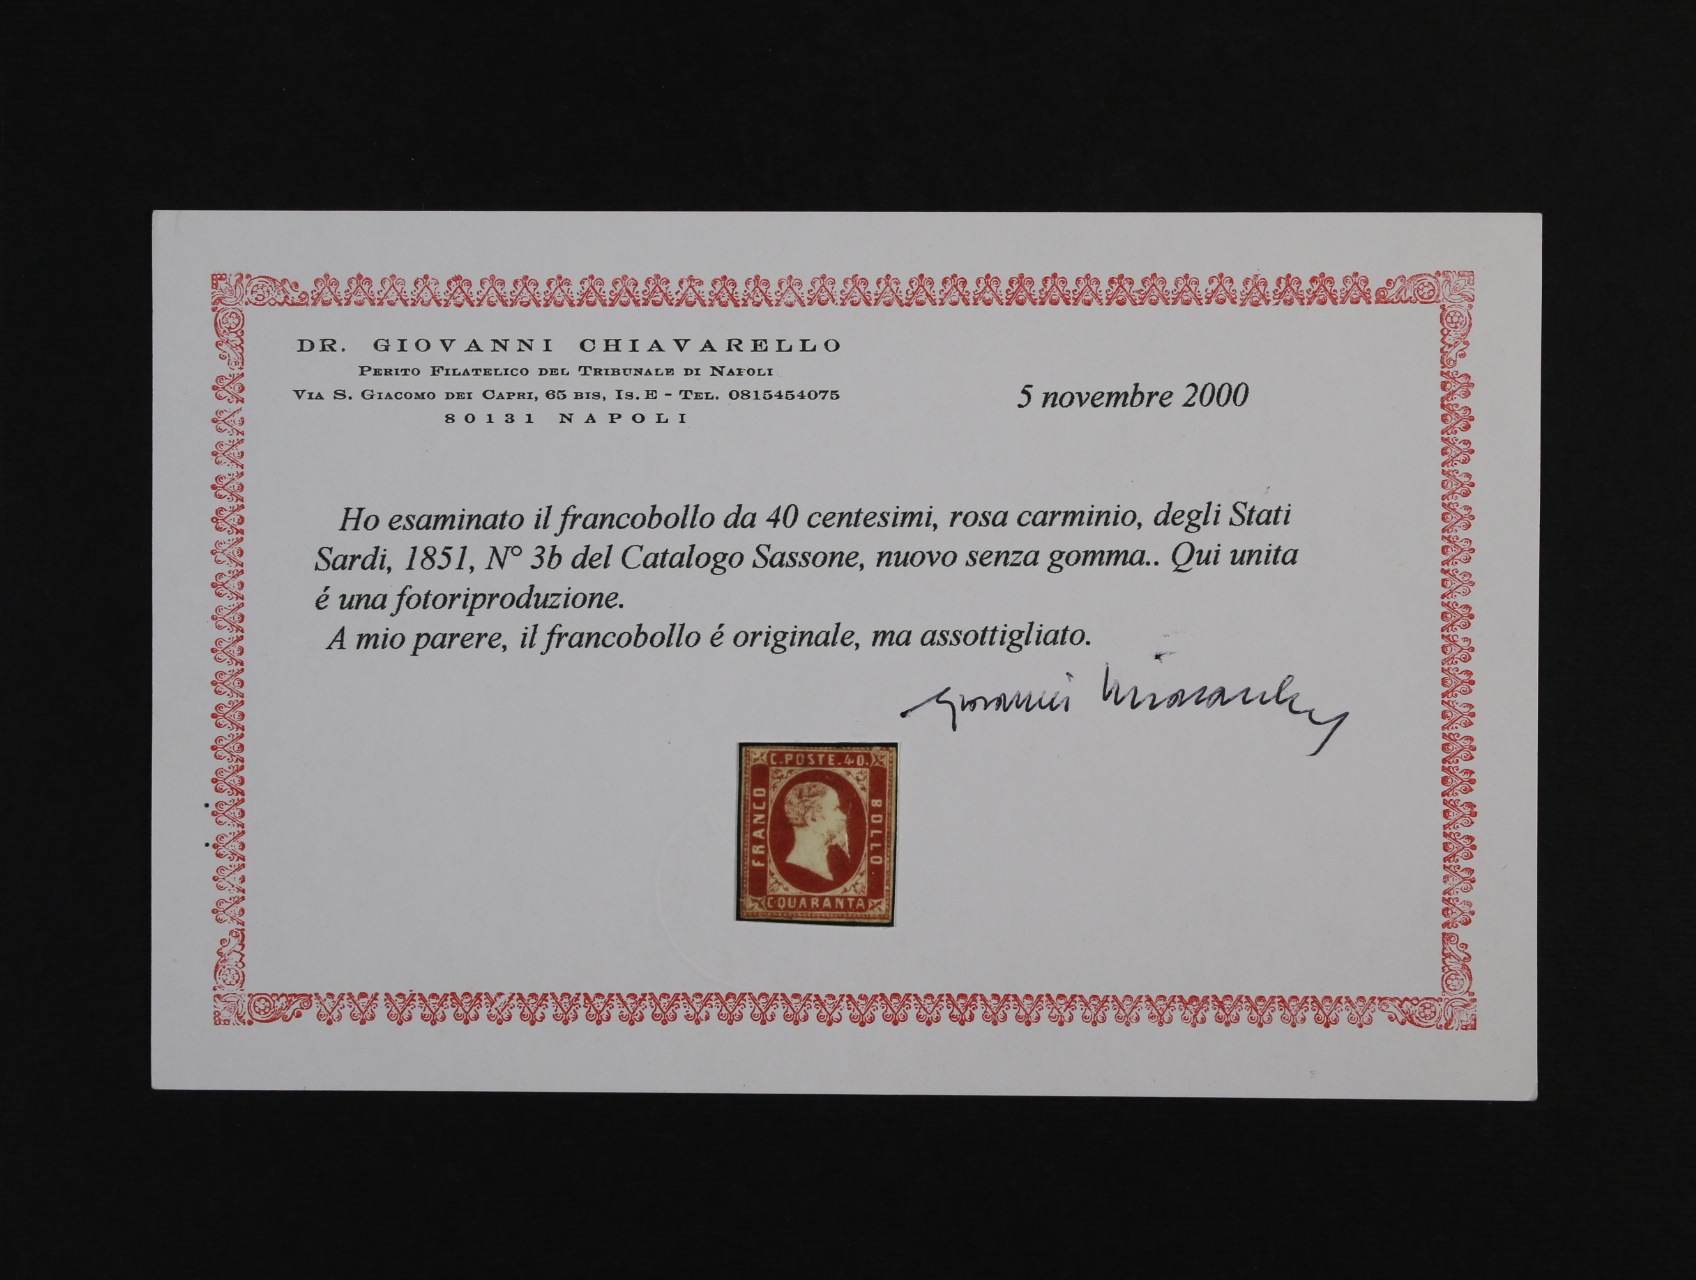 DR. GIOVANNI CHIAVARELLO
PERITO FILATELICO DEL TRIBUNALE DI NAPOLI
VIA S. GIACOMO DEI CAPRI, 65 BIS, IS. E - TEL. 0815454075
80131 NAPOLI
5 novembre 2000
Ho esaminato il francobollo da 40 centesimi, rosa carminio, degli Stati
Sardi, 1851, N° 3b del Catalogo Sassone, nuovo senza gomma.. Qui unita
é una fotoriproduzione.
A mio parere, il francobollo é originale, ma assottigliato.
Giovanni Chiavarello
C. POSTE. 40.
FRANCO
BOLLO
C. QUARANTA